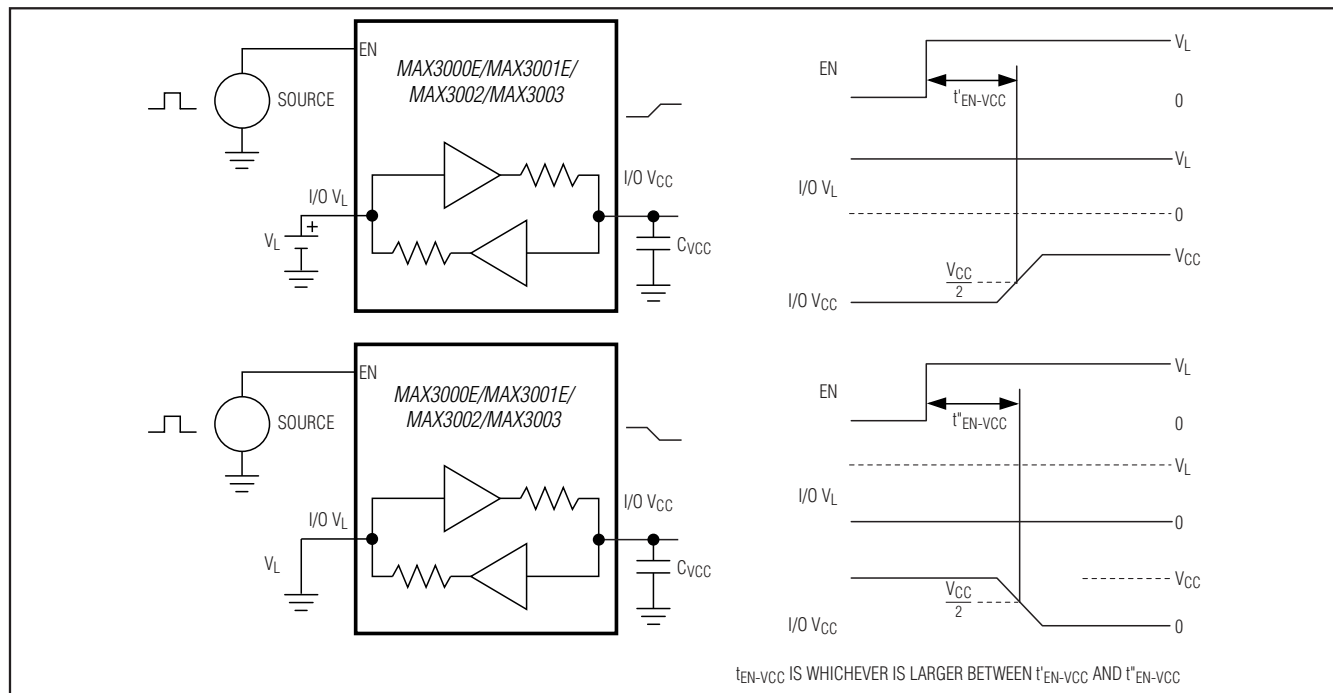 EN
MAX3000E/MAX3001E/
MAX3002/MAX3003
SOURCE
I/O VL
I/O VCC
+
VL
CVCC
EN
VL
t'EN-VCC
0
VL
I/O VL
0
VCC
VCC
2
I/O VCC
EN
MAX3000E/MAX3001E/
MAX3002/MAX3003
SOURCE
I/O VL
I/O VCC
VL
CVCC
VL
EN
t"EN-VCC
0
VL
I/O VL
0
VCC
VCC
2
I/O VCC
0
tEN-VCC IS WHICHEVER IS LARGER BETWEEN t'EN-VCC AND t"EN-VCC